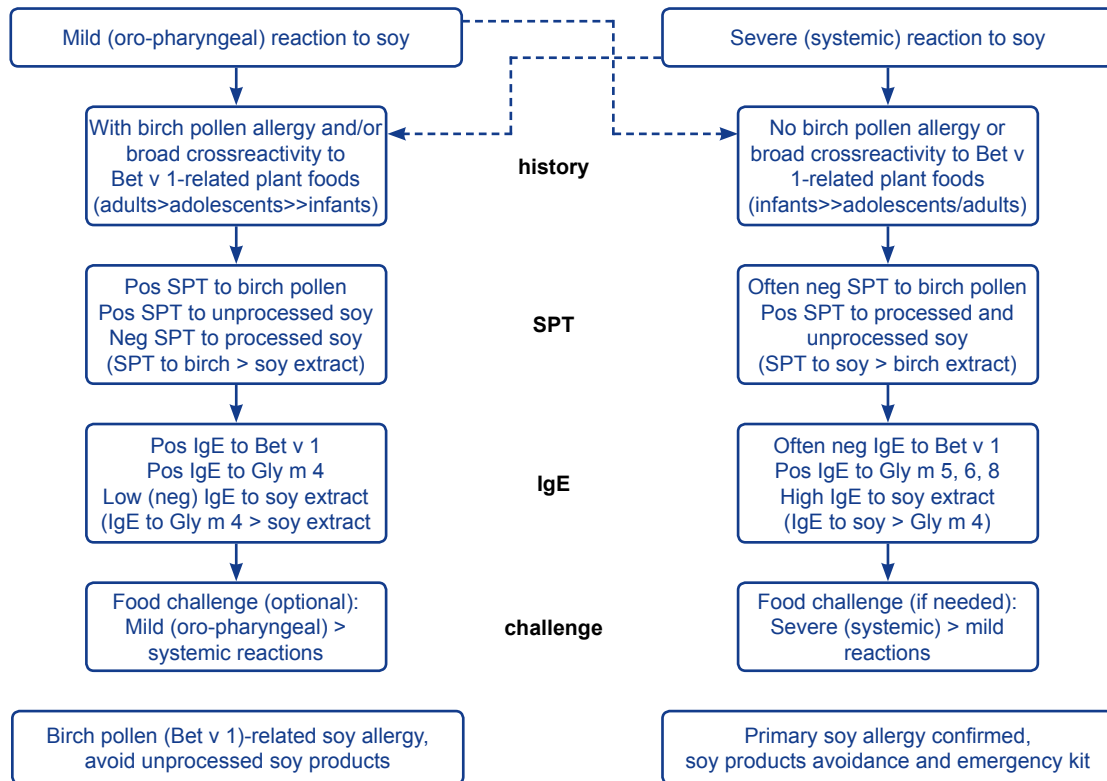 Mild (oro-pharyngeal) reaction to soy
Severe (systemic) reaction to soy
With birch pollen allergy and/or
broad crossreactivity to
Bet v 1-related plant foods
(adults>adolescents>>infants)
history
No birch pollen allergy or
broad crossreactivity to Bet v
1-related plant foods
(infants>>adolescents/adults)
Pos SPT to birch pollen
Pos SPT to unprocessed soy
Neg SPT to processed soy
(SPT to birch > soy extract)
SPT
Often neg SPT to birch pollen
Pos SPT to processed and
unprocessed soy
(SPT to soy > birch extract)
Pos IgE to Bet v 1
Pos IgE to Gly m 4
Low (neg) IgE to soy extract
(IgE to Gly m 4 > soy extract
IgE
Often neg IgE to Bet v 1
Pos IgE to Gly m 5, 6, 8
High IgE to soy extract
(IgE to soy > Gly m 4)
Food challenge (optional):
Mild (oro-pharyngeal) >
systemic reactions
challenge
Food challenge (if needed):
Severe (systemic) > mild
reactions
Birch pollen (Bet v 1)-related soy allergy,
avoid unprocessed soy products
Primary soy allergy confirmed,
soy products avoidance and emergency kit